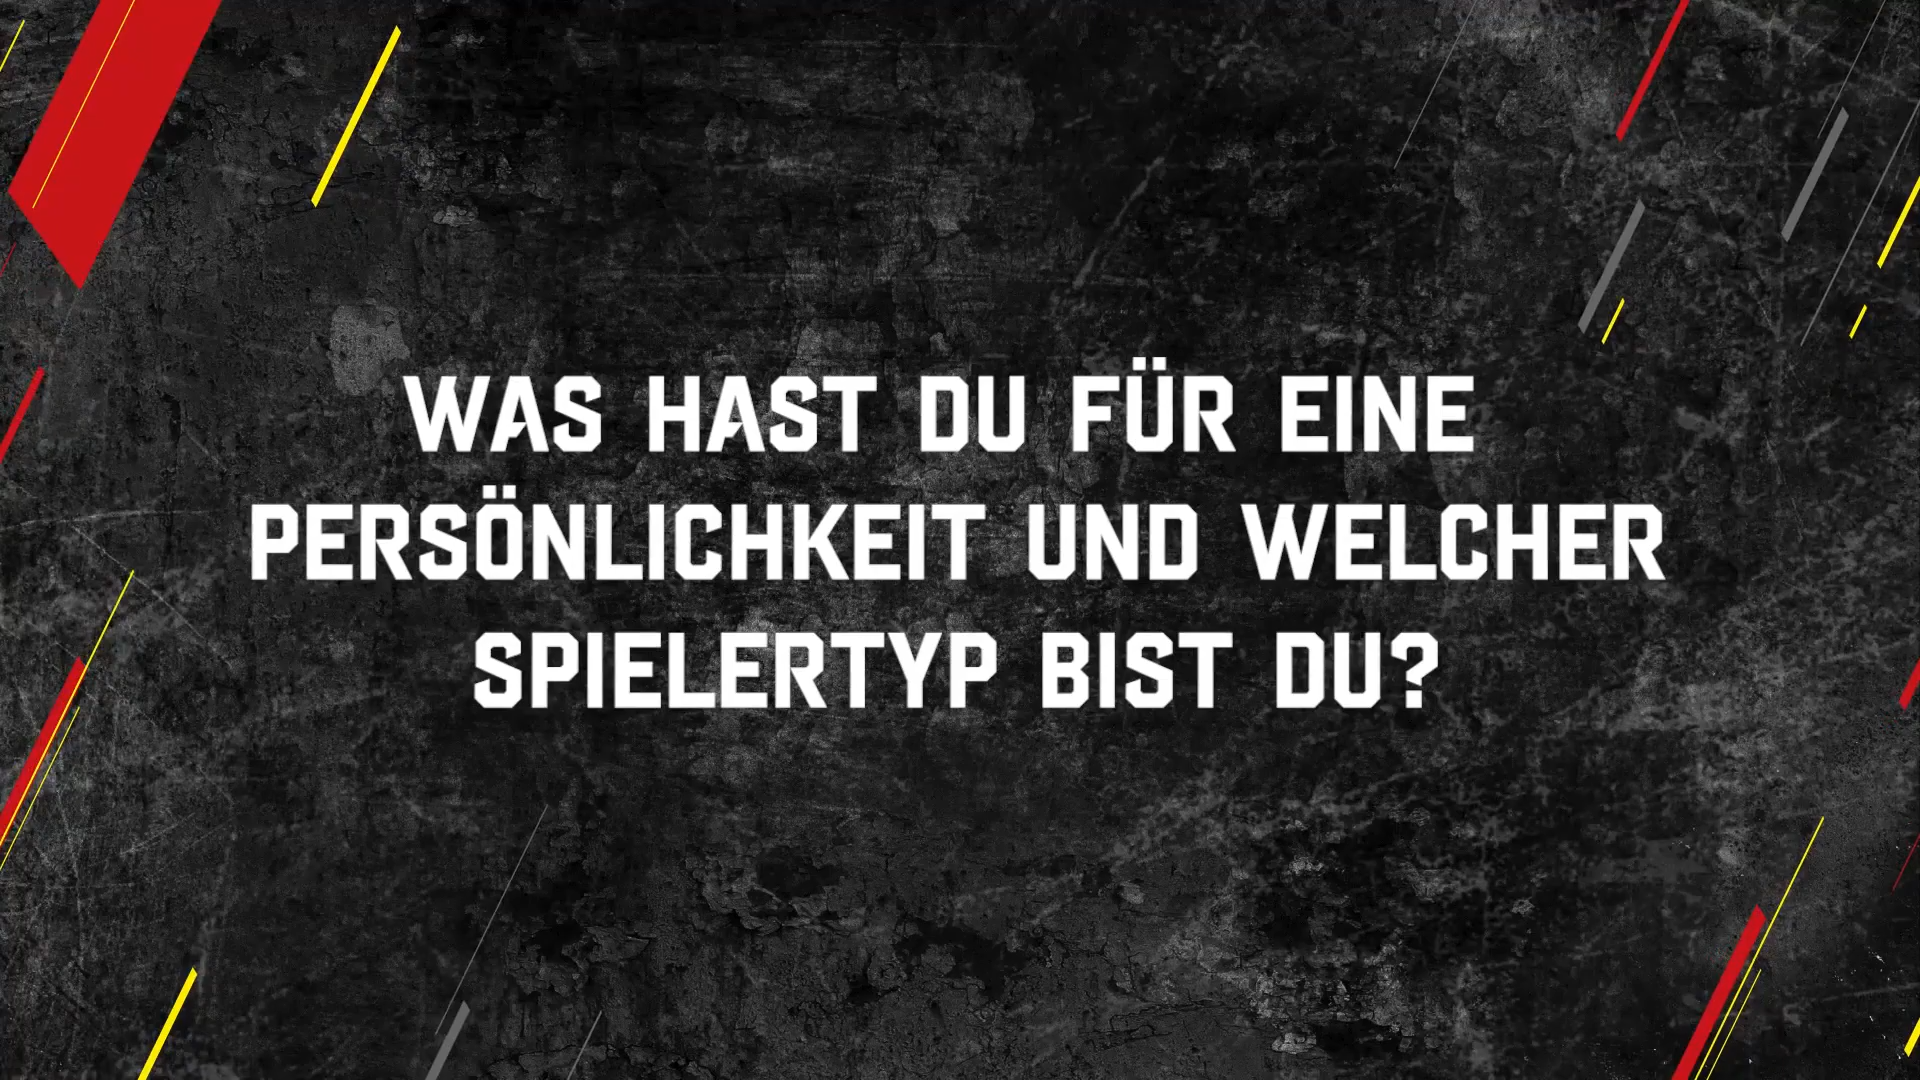 WAS HAST DU FÜR EINE
PERSÖNLICHKEIT UND WELCHER
SPIELERTYP BIST DU?